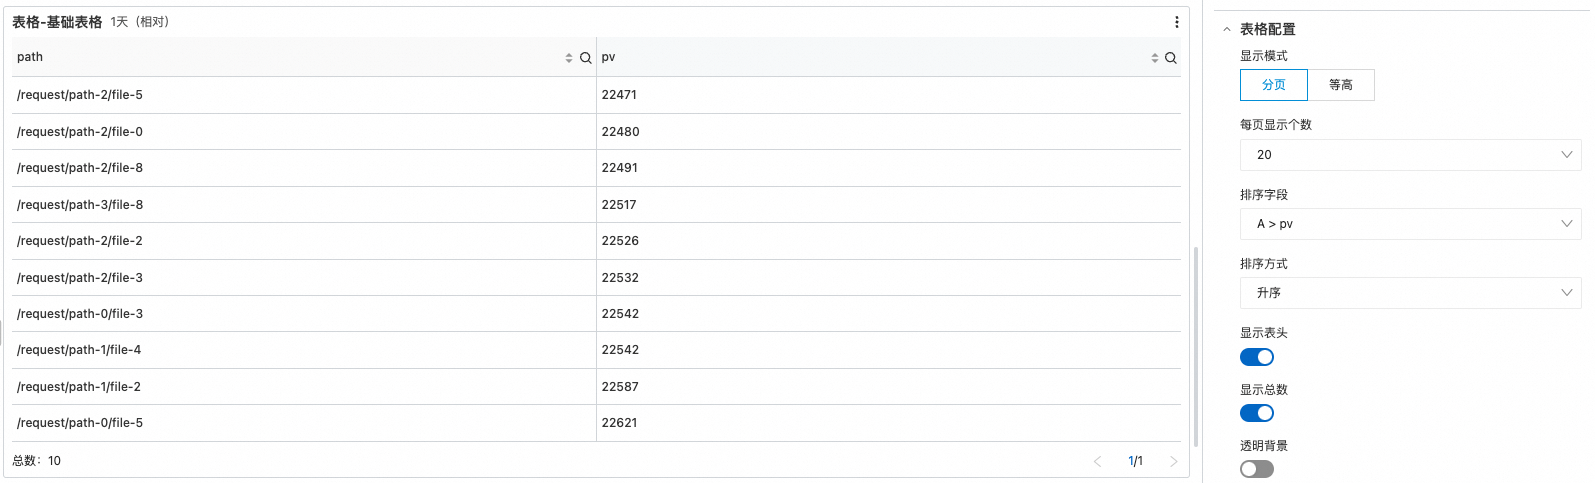 表格-基础表格 1天（相对）
path pv
/request/path-2/file-5 22471
/request/path-2/file-0 22480
/request/path-2/file-8 22491
/request/path-3/file-8 22517
/request/path-2/file-2 22526
/request/path-2/file-3 22532
/request/path-0/file-3 22542
/request/path-1/file-4 22542
/request/path-1/file-2 22587
/request/path-0/file-5 22621
总数：10 1/1
表格配置
显示模式
分页 等高
每页显示个数
20
排序字段
A > pv
排序方式
升序
显示表头
显示总数
透明背景